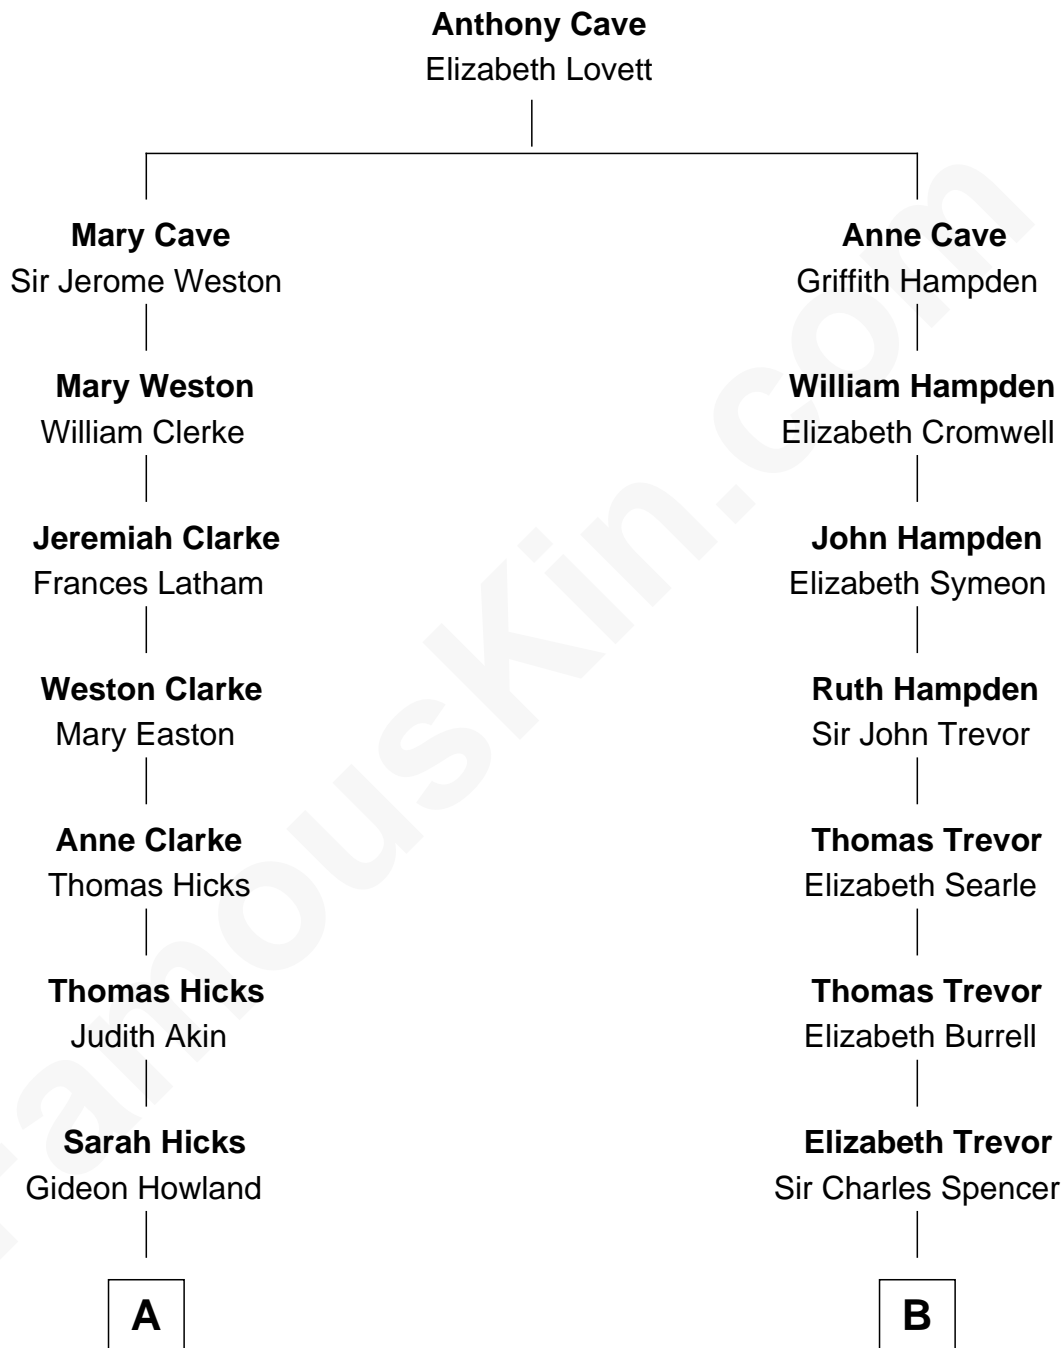 Anthony Cave
Elizabeth Lovett
Mary Cave
Sir Jerome Weston
Anne Cave
Griffith Hampden
Mary Weston
William Clerke
William Hampden
Elizabeth Cromwell
Jeremiah Clarke
Frances Latham
John Hampden
Elizabeth Symeon
Weston Clarke
Mary Easton
Ruth Hampden
Sir John Trevor
Anne Clarke
Thomas Hicks
Thomas Trevor
Elizabeth Searle
Thomas Hicks
Judith Akin
Thomas Trevor
Elizabeth Burrell
Sarah Hicks
Gideon Howland
Elizabeth Trevor
Sir Charles Spencer
A
B
FamousKin.com